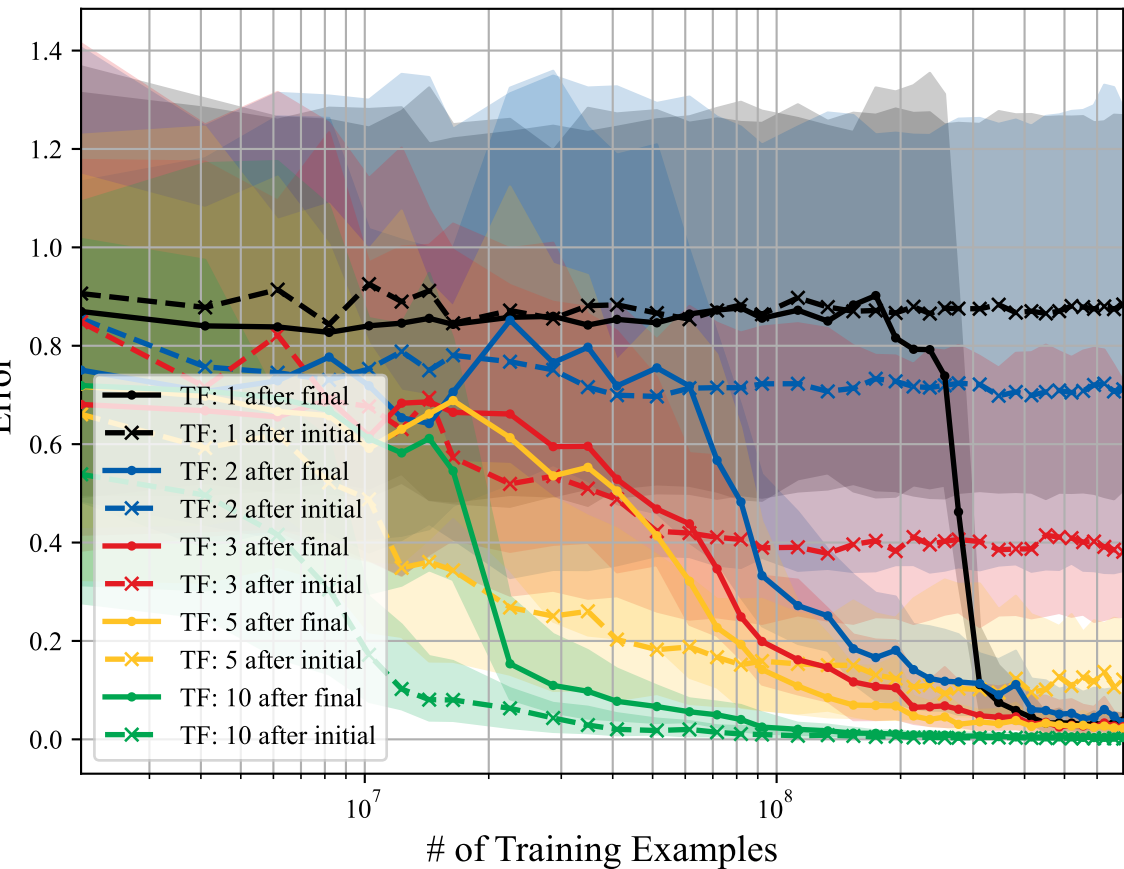 1.4
1.2
1.0
0.8
0.6
0.4
0.2
0.0
Error
TF: 1 after final
TF: 1 after initial
TF: 2 after final
TF: 2 after initial
TF: 3 after final
TF: 3 after initial
TF: 5 after final
TF: 5 after initial
TF: 10 after final
TF: 10 after initial
10⁷
10⁸
# of Training Examples